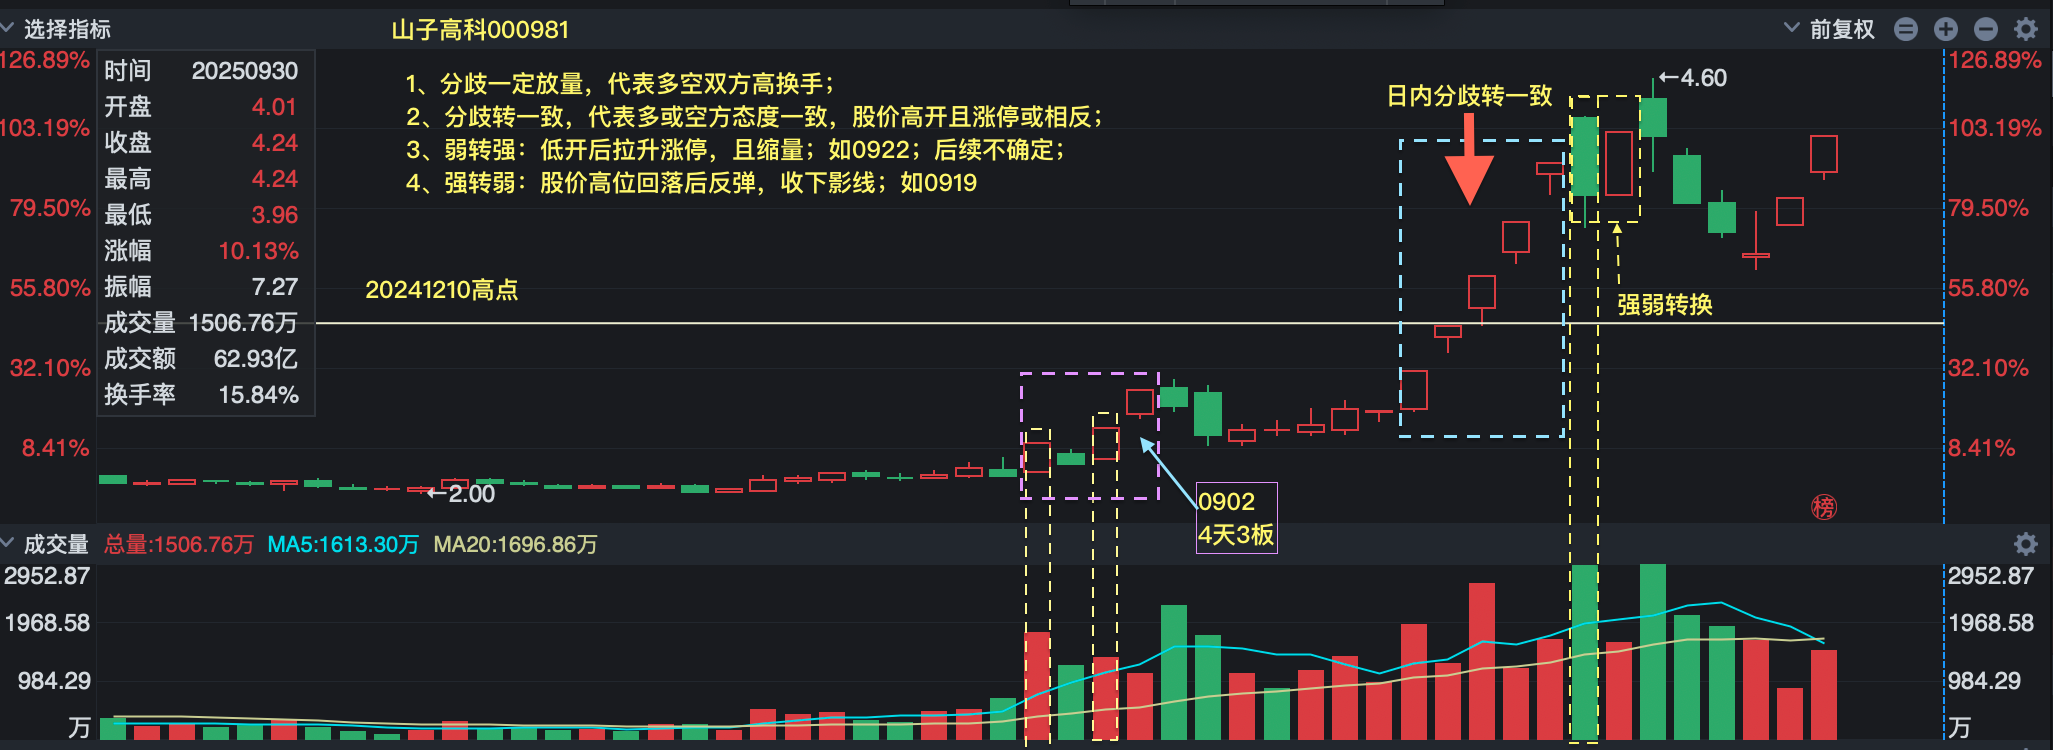 选择指标
山子高科000981
前复权
126.89%
103.19%
79.50%
55.80%
32.10%
8.41%
时间 20250930
开盘 4.01
收盘 4.24
最高 4.24
最低 3.96
涨幅 10.13%
振幅 7.27
成交量 1506.76万
成交额 62.93亿
换手率 15.84%
1、分歧一定放量，代表多空双方高换手；
2、分歧转一致，代表多或空方态度一致，股价高开且涨停或相反；
3、弱转强：低开后拉升涨停，且缩量；如0922；后续不确定；
4、强转弱：股价高位回落后反弹，收下影线；如0919
日内分歧转一致
←4.60
20241210高点
强弱转换
←2.00
0902
4天3板
榜
126.89%
103.19%
79.50%
55.80%
32.10%
8.41%
成交量 总量:1506.76万 MA5:1613.30万 MA20:1696.86万
2952.87
1968.58
984.29
万
2952.87
1968.58
984.29
万